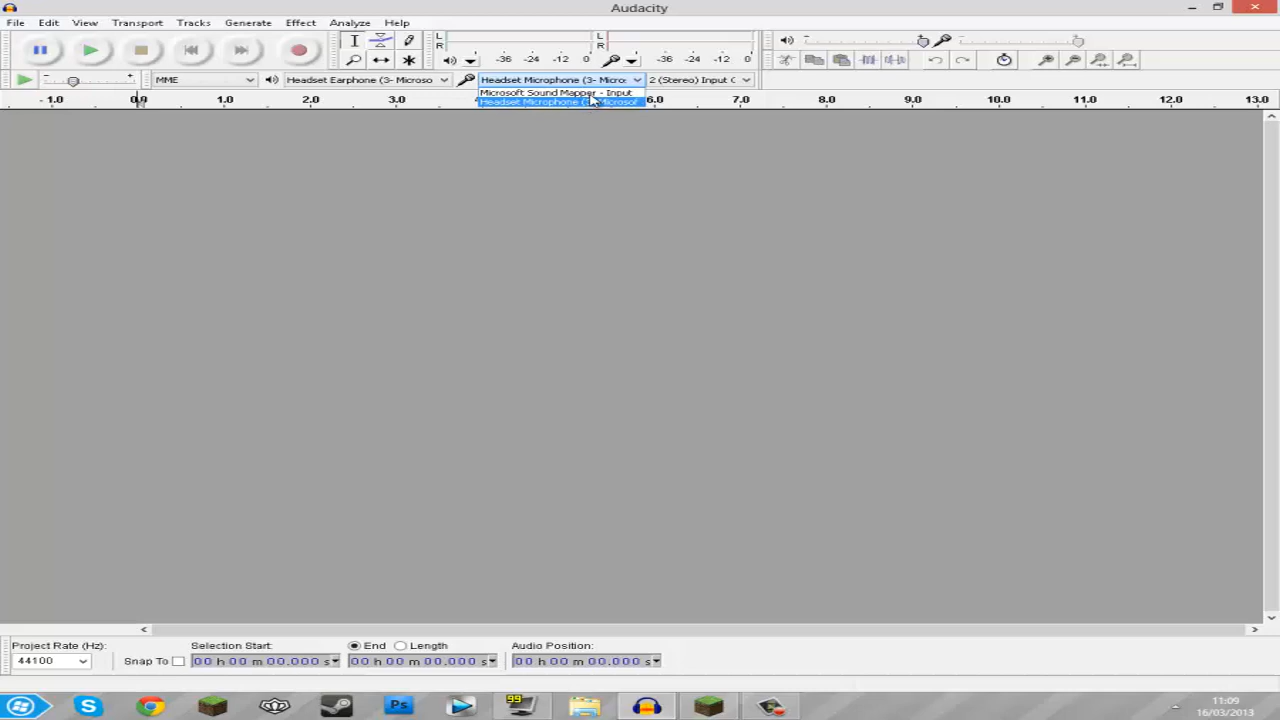 Audacity
File Edit View Transport Tracks Generate Effect Analyze Help
L
R
-36 -24 -12 0
L
R
-36 -24 -12 0
MME
Headset Earphone (3- Microso
Headset Microphone (3- Micro:
2 (Stereo) Input C
Microsoft Sound Mapper - Input
Headset Microphone (3- Microsof
- 1.0 0.0 1.0 2.0 3.0 6.0 7.0 8.0 9.0 10.0 11.0 12.0 13.0
Project Rate (Hz):
44100
Snap To
Selection Start:
End
Length
Audio Position:
00 h 00 m 00.000 s
00 h 00 m 00.000 s
00 h 00 m 00.000 s
Ps
99
11:09
16/03/2013